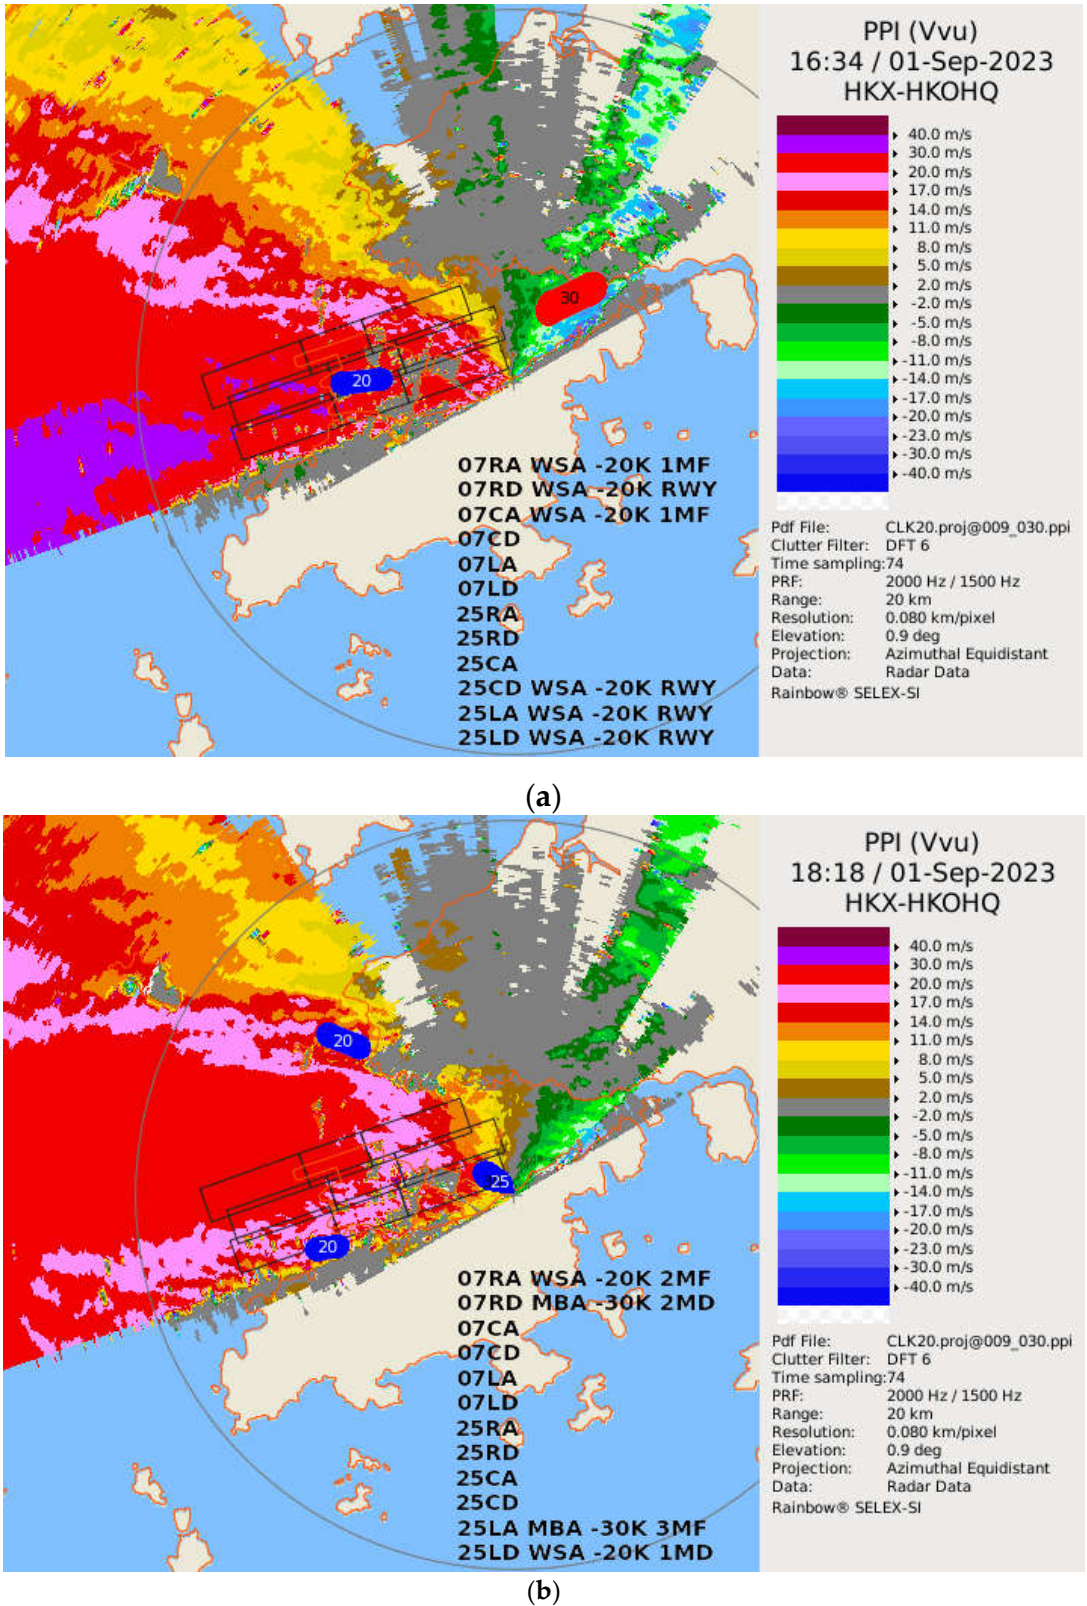 PPI (Vvu)
16:34 / 01-Sep-2023
HKX-HKOHQ
40.0 m/s
30.0 m/s
20.0 m/s
17.0 m/s
14.0 m/s
11.0 m/s
8.0 m/s
5.0 m/s
2.0 m/s
-2.0 m/s
-5.0 m/s
-8.0 m/s
-11.0 m/s
-14.0 m/s
-17.0 m/s
-20.0 m/s
-23.0 m/s
-30.0 m/s
-40.0 m/s
30
20
07RA WSA -20K 1MF
07RD WSA -20K RWY
07CA WSA -20K 1MF
07CD
07LA
07LD
25RA
25RD
25CA
25CD WSA -20K RWY
25LA WSA -20K RWY
25LD WSA -20K RWY
Pdf File: CLK20.proj@009_030.ppi
Clutter Filter: DFT 6
Time sampling:74
PRF: 2000 Hz / 1500 Hz
Range: 20 km
Resolution: 0.080 km/pixel
Elevation: 0.9 deg
Projection: Azimuthal Equidistant
Data: Radar Data
Rainbow® SELEX-SI
(a)
PPI (Vvu)
18:18 / 01-Sep-2023
HKX-HKOHQ
40.0 m/s
30.0 m/s
20.0 m/s
17.0 m/s
14.0 m/s
11.0 m/s
8.0 m/s
5.0 m/s
2.0 m/s
-2.0 m/s
-5.0 m/s
-8.0 m/s
-11.0 m/s
-14.0 m/s
-17.0 m/s
-20.0 m/s
-23.0 m/s
-30.0 m/s
-40.0 m/s
20
25
20
07RA WSA -20K 2MF
07RD MBA -30K 2MD
07CA
07CD
07LA
07LD
25RA
25RD
25CA
25CD
25LA MBA -30K 3MF
25LD WSA -20K 1MD
Pdf File: CLK20.proj@009_030.ppi
Clutter Filter: DFT 6
Time sampling:74
PRF: 2000 Hz / 1500 Hz
Range: 20 km
Resolution: 0.080 km/pixel
Elevation: 0.9 deg
Projection: Azimuthal Equidistant
Data: Radar Data
Rainbow® SELEX-SI
(b)